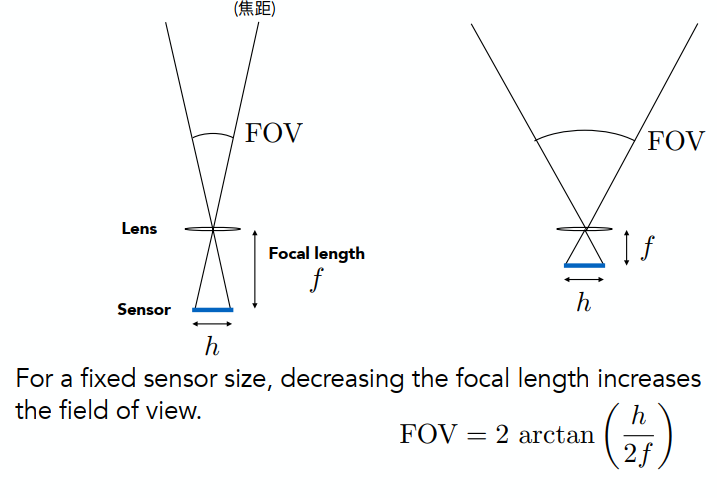 (焦距)
FOV
FOV
Lens
Focal length
f
f
Sensor
h
h
For a fixed sensor size, decreasing the focal length increases
the field of view.
FOV = 2 arctan (h/2f)